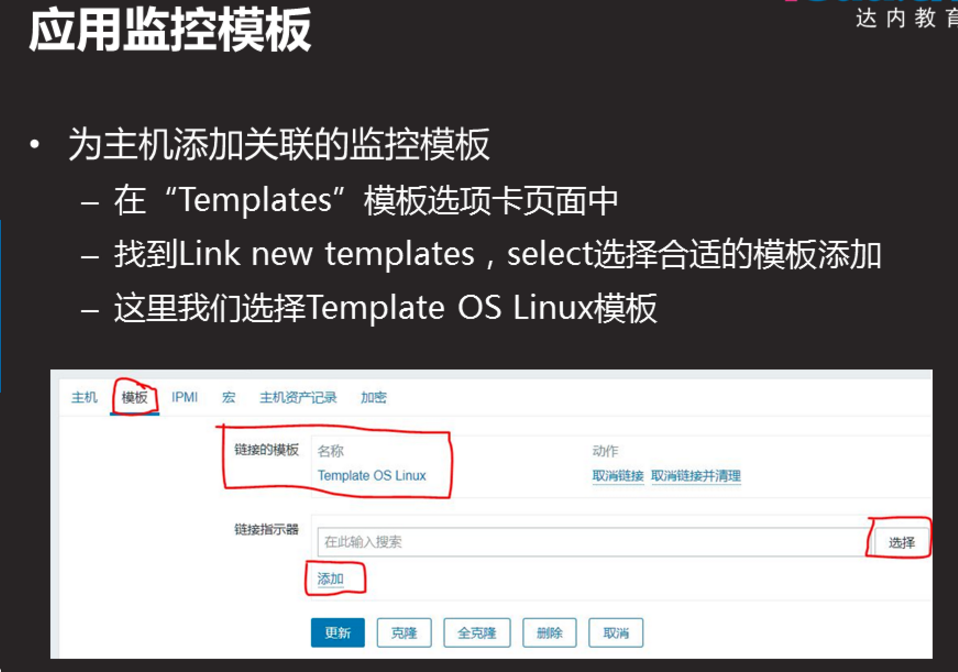 达内教育
应用监控模板
• 为主机添加关联的监控模板
– 在“Templates”模板选项卡页面中
– 找到Link new templates，select选择合适的模板添加
– 这里我们选择Template OS Linux模板
主机 模板 IPMI 宏 主机资产记录 加密
链接的模板 名称 动作
Template OS Linux 取消链接 取消链接并清理
链接指示器
在此输入搜索 选择
添加
更新 克隆 全克隆 删除 取消